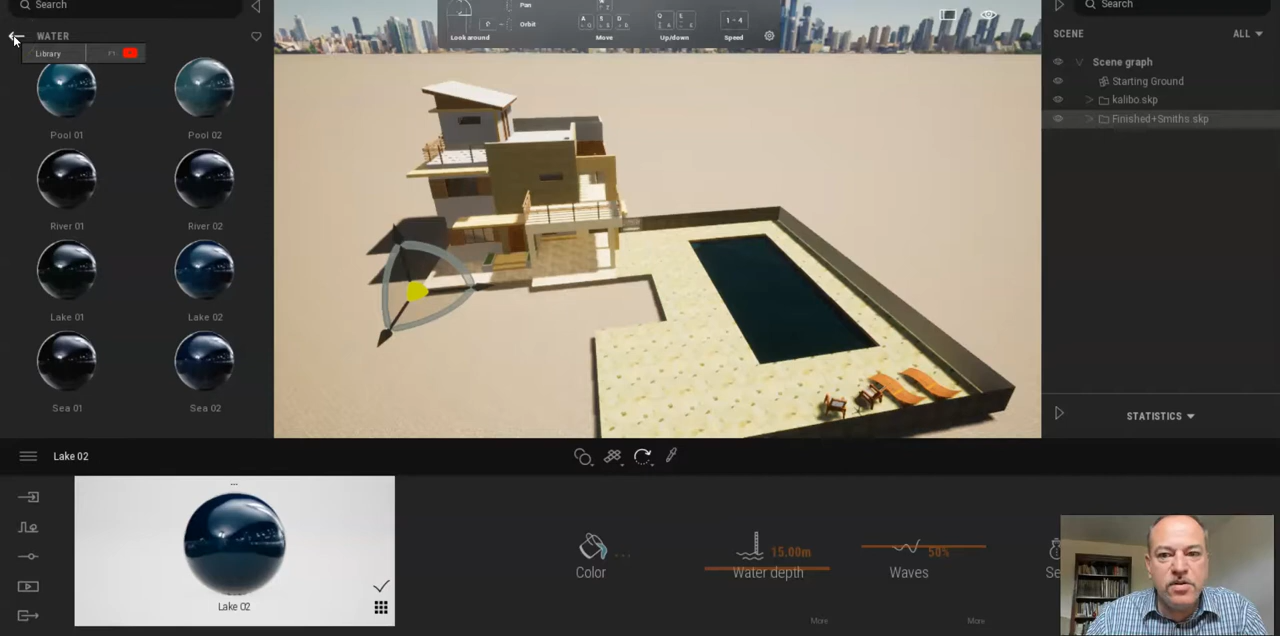 Search
WATER
Library
Pool 01
Pool 02
River 01
River 02
Lake 01
Lake 02
Sea 01
Sea 02
Look around
Pan
Orbit
A S D
Move
Q E
Up/down
1 - 4
Speed
Search
SCENE
ALL
Scene graph
Starting Ground
kalibo.skp
Finished+Smiths.skp
STATISTICS
Lake 02
Lake 02
Color
15.00m
Water depth
50%
Waves
More
More